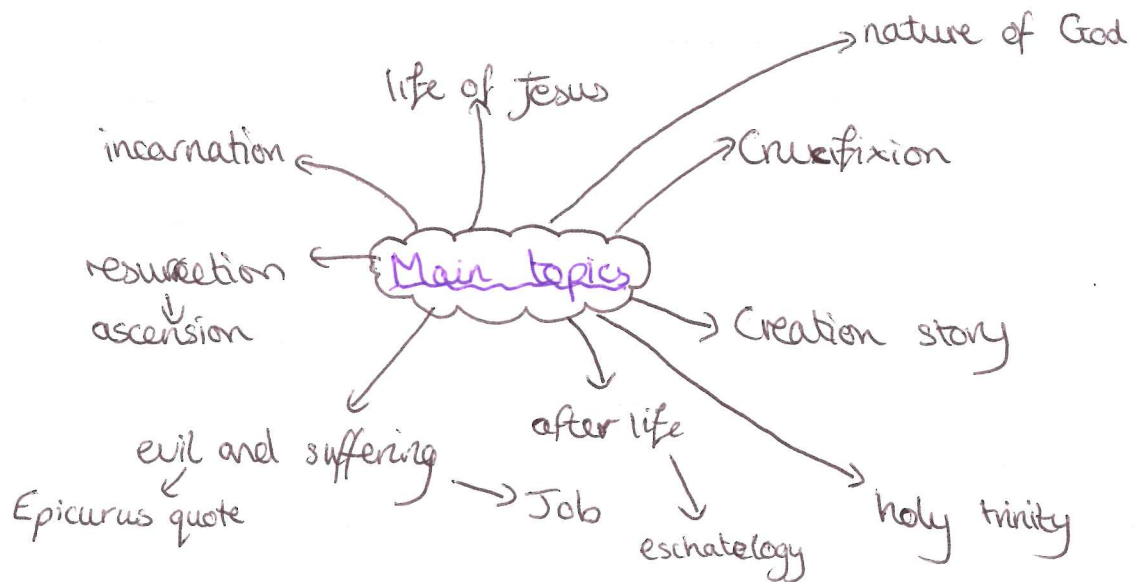 nature of God
life of Jesus
Crucifixion
incarnation
Main topics
resurrection
ascension
Creation story
after life
evil and suffering
Epicurus quote
Job
holy trinity
eschatology